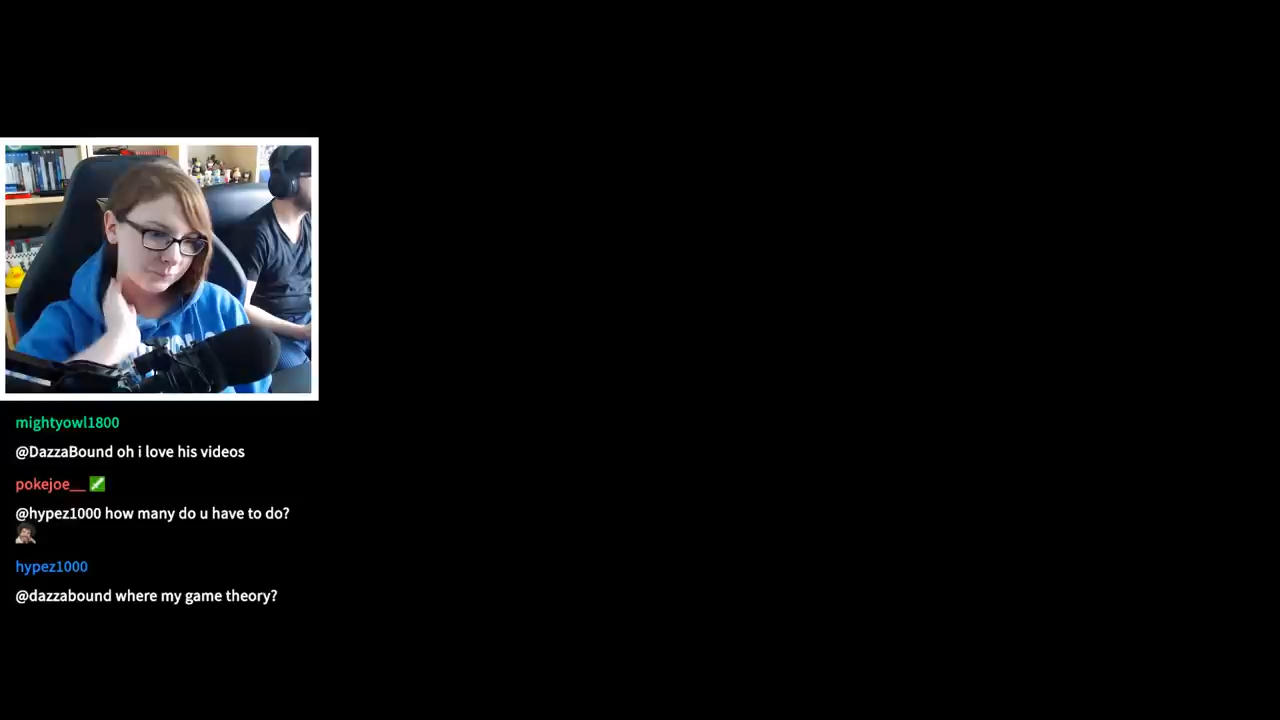 mightyowl1800
@DazzaBound oh i love his videos
pokejoe__
@hypez1000 how many do u have to do?
hypez1000
@dazzabound where my game theory?